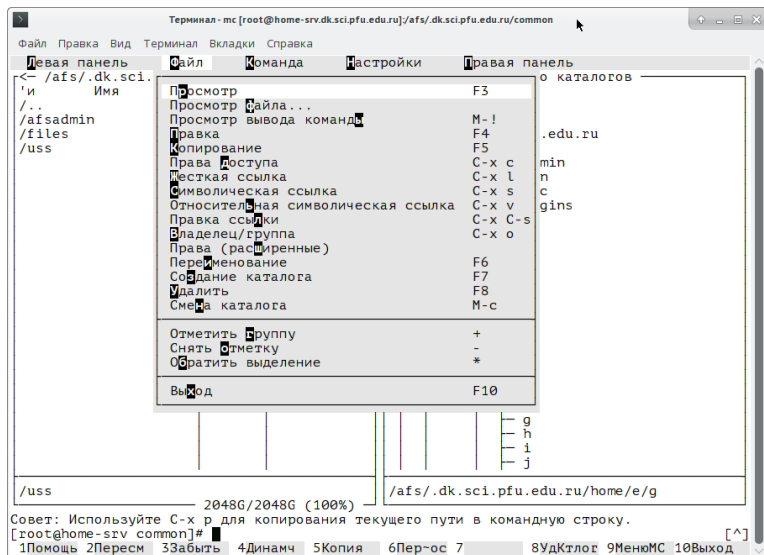 Терминал - mc [root@home-srv.dk.sci.pfu.edu.ru]:/afs/.dk.sci.pfu.edu.ru/common
Файл Правка Вид Терминал Вкладки Справка
Левая панель Файл Команда Настройки Правая панель
<− /afs/.dk.sci. о каталогов
'и Имя
Просмотр F3
/..
Просмотр файла...
/afsadmin
Просмотр вывода команды M-!
/files
Правка F4
.edu.ru
/uss
Копирование F5
Права доступа C-x c
min
Жесткая ссылка C-x l
n
Символическая ссылка C-x s
c
Относительная символическая ссылка C-x v
gins
Правка ссылки C-x C-s
Владелец/группа C-x o
Права (расширенные)
Переименование F6
Создание каталога F7
Удалить F8
Смена каталога M-c
Отметить группу +
Снять отметку -
Обратить выделение *
Выход F10
g
h
i
j
/uss /afs/.dk.sci.pfu.edu.ru/home/e/g
2048G/2048G (100%)
Совет: Используйте C-x p для копирования текущего пути в командную строку.
[root@home-srv common]# [^]
1Помощь 2Пересм 3Забыть 4Динамч 5Копия 6Пер~ос 7 8УдКтлог 9МенюMC 10Выход